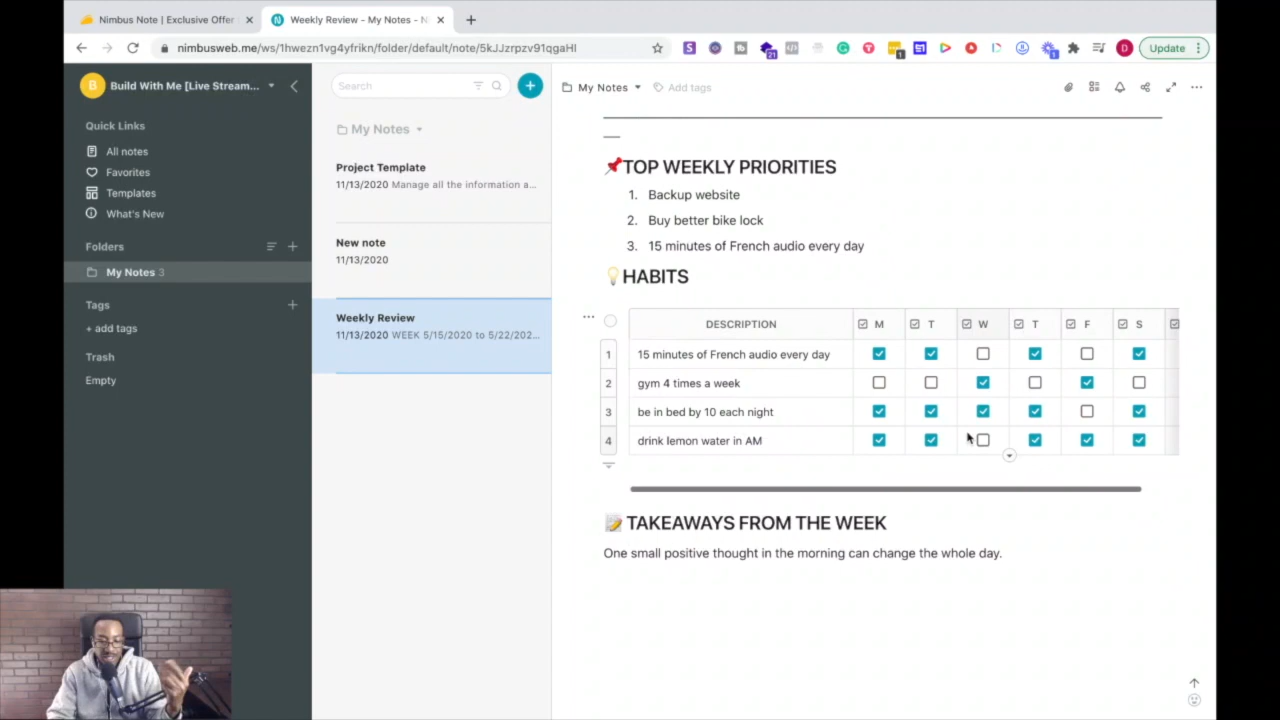 Nimbus Note | Exclusive Offer
Weekly Review - My Notes - N
nimbusweb.me/ws/1hwezn1vg4yfrikn/folder/default/note/5kJJzrpzv91qgaHI
21
1
1
D
Update
B
Build With Me [Live Stream...
Quick Links
All notes
Favorites
Templates
What's New
Folders
My Notes 3
Tags
+ add tags
Trash
Empty
Search
My Notes
Project Template
11/13/2020 Manage all the information a...
New note
11/13/2020
Weekly Review
11/13/2020 WEEK 5/15/2020 to 5/22/202...
My Notes
Add tags
TOP WEEKLY PRIORITIES
1. Backup website
2. Buy better bike lock
3. 15 minutes of French audio every day
HABITS
DESCRIPTION M T W T F S
1 15 minutes of French audio every day
2 gym 4 times a week
3 be in bed by 10 each night
4 drink lemon water in AM
TAKEAWAYS FROM THE WEEK
One small positive thought in the morning can change the whole day.